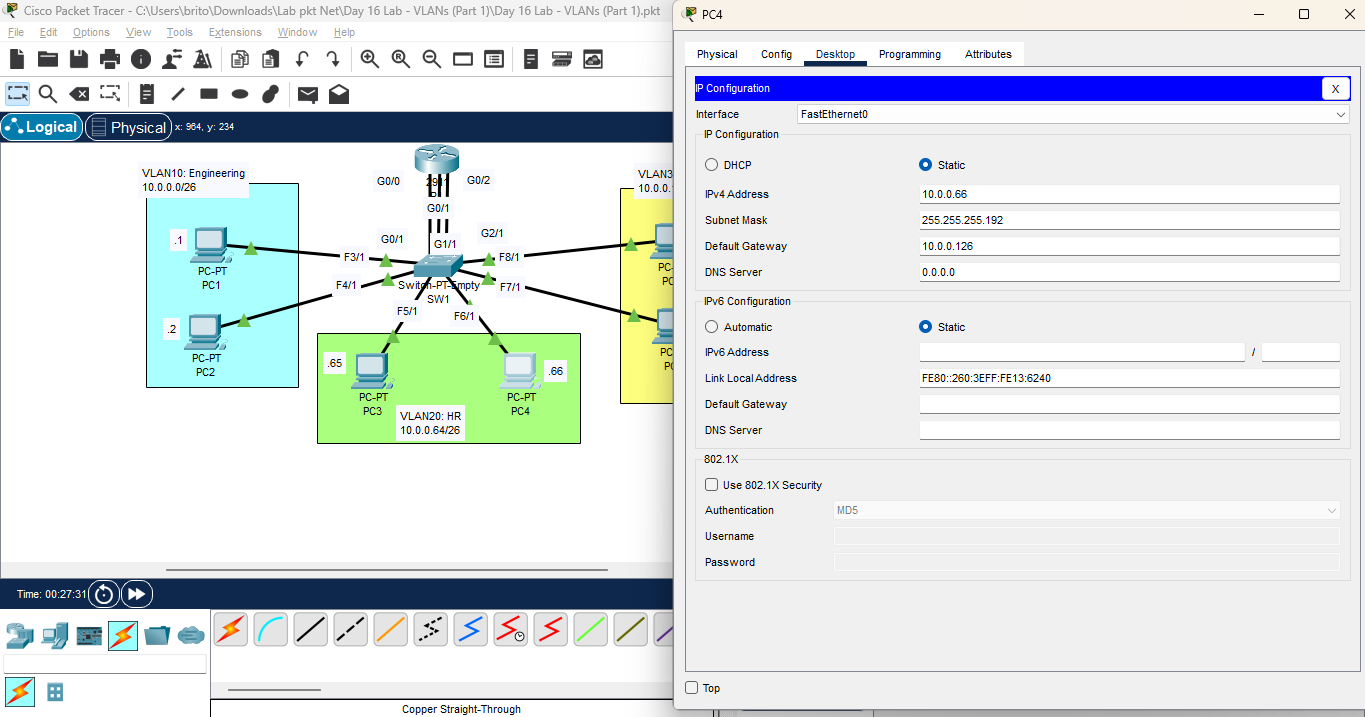 Cisco Packet Tracer - C:\Users\brito\Downloads\Lab pkt Net\Day 16 Lab - VLANs (Part 1)\Day 16 Lab - VLANs (Part 1).pkt
File Edit Options View Tools Extensions Window Help
Logical Physical x: 964, y: 234
VLAN10: Engineering
10.0.0.0/26
.1
PC-PT
PC1
.2
PC-PT
PC2
G0/0
G0/2
G0/1
G0/1
G1/1
G2/1
F3/1
F8/1
F4/1
F7/1
Switch-PT-Empty
SW1
F5/1
F6/1
.65
PC-PT
PC3
.66
PC-PT
PC4
VLAN20: HR
10.0.0.64/26
VLAN3
10.0.0.
Time: 00:27:31
Copper Straight-Through
PC4
Physical Config Desktop Programming Attributes
IP Configuration
X
Interface FastEthernet0
IP Configuration
DHCP Static
IPv4 Address 10.0.0.66
Subnet Mask 255.255.255.192
Default Gateway 10.0.0.126
DNS Server 0.0.0.0
IPv6 Configuration
Automatic Static
IPv6 Address /
Link Local Address FE80::260:3EFF:FE13:6240
Default Gateway
DNS Server
802.1X
Use 802.1X Security
Authentication MD5
Username
Password
Top